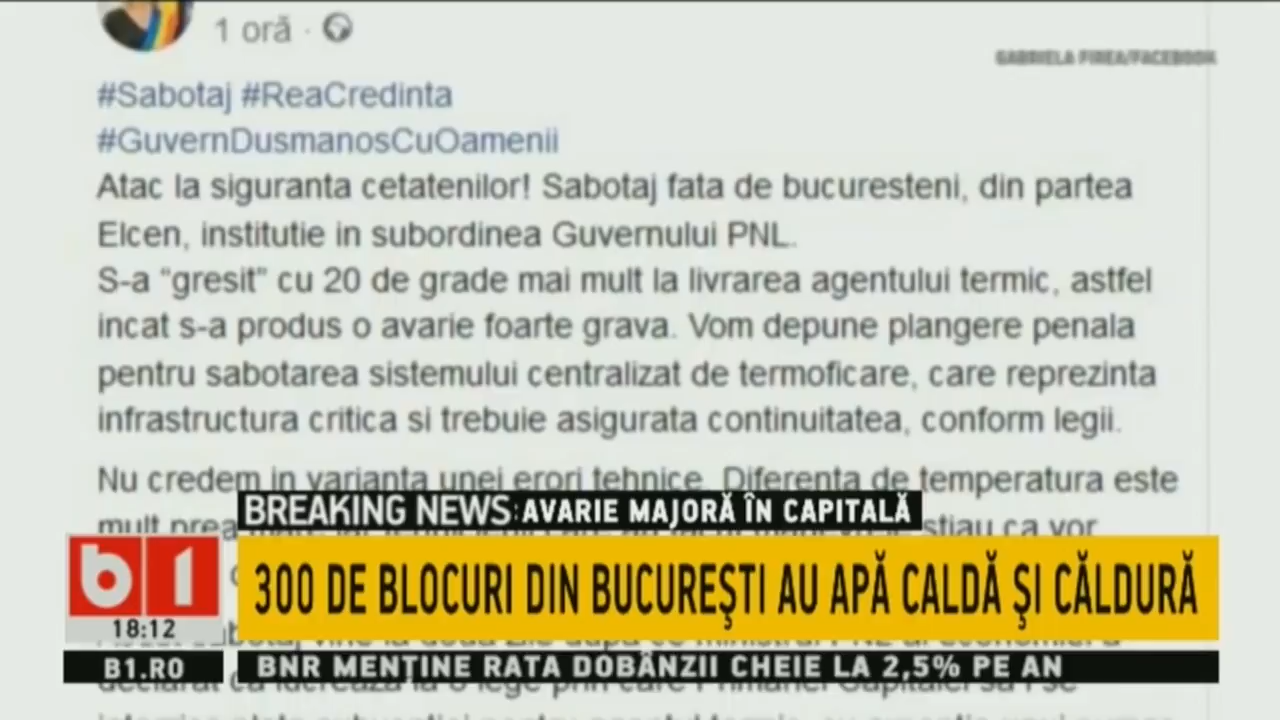 1 oră ·
GABRIELA FIREA/FACEBOOK
#Sabotaj #ReaCredinta
#GuvernDusmanosCuOamenii
Atac la siguranta cetatenilor! Sabotaj fata de bucuresteni, din partea
Elcen, institutie in subordinea Guvernului PNL.
S-a "gresit" cu 20 de grade mai mult la livrarea agentului termic, astfel
incat s-a produs o avarie foarte grava. Vom depune plangere penala
pentru sabotarea sistemului centralizat de termoficare, care reprezinta
infrastructura critica si trebuie asigurata continuitatea, conform legii.
Nu credem in varianta unei erori tehnice. Diferenta de temperatura este
mult stiau ca vor
BREAKING NEWS: AVARIE MAJORĂ ÎN CAPITALĂ
b1
300 DE BLOCURI DIN BUCUREŞTI AU APĂ CALDĂ ŞI CĂLDURĂ
18:12
B1.RO
BNR MENȚINE RATA DOBÂNZII CHEIE LA 2,5% PE AN